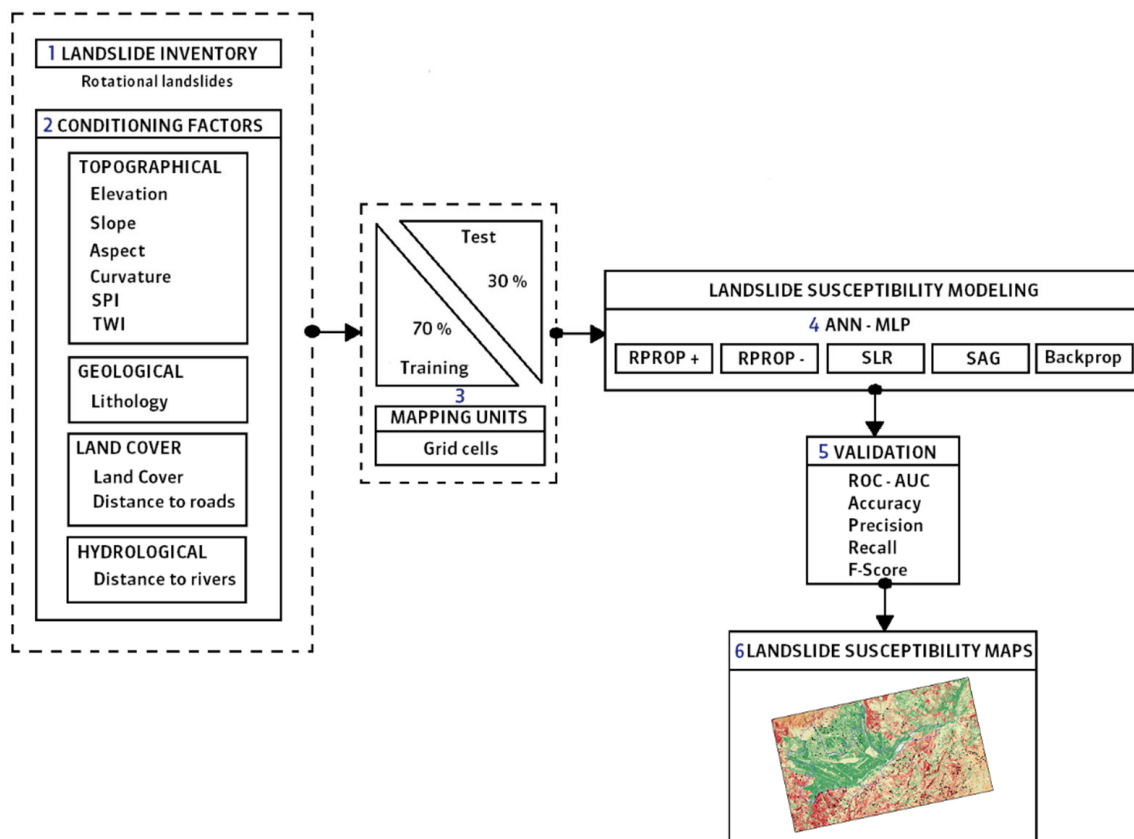 1 LANDSLIDE INVENTORY
Rotational landslides
2 CONDITIONING FACTORS
TOPOGRAPHICAL
Elevation
Slope
Aspect
Curvature
SPI
TWI
GEOLOGICAL
Lithology
LAND COVER
Land Cover
Distance to roads
HYDROLOGICAL
Distance to rivers
Test
30 %
70 %
Training
3
MAPPING UNITS
Grid cells
LANDSLIDE SUSCEPTIBILITY MODELING
4 ANN - MLP
RPROP + RPROP - SLR SAG Backprop
5 VALIDATION
ROC - AUC
Accuracy
Precision
Recall
F-Score
6 LANDSLIDE SUSCEPTIBILITY MAPS